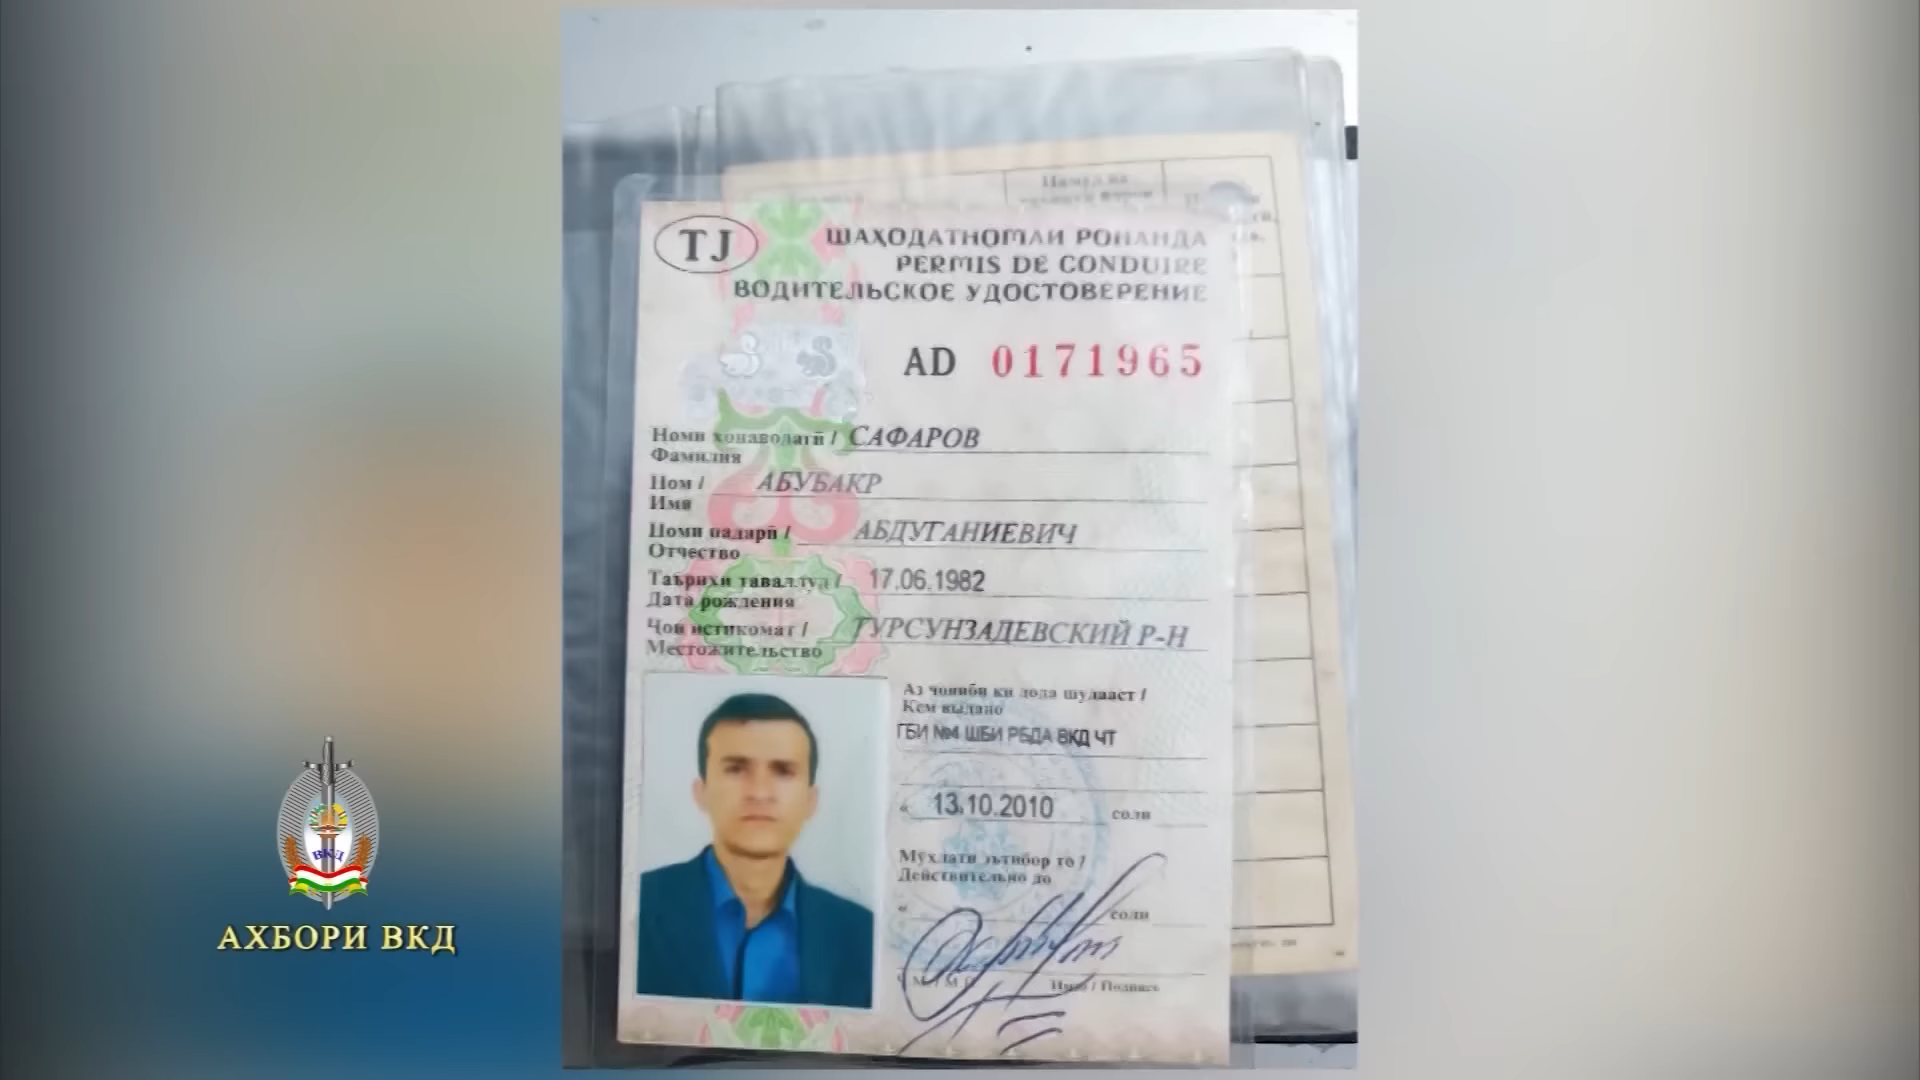 TJ
ШАҲОДАТНОМАИ РОНАНДА
PERMIS DE CONDUIRE
ВОДИТЕЛЬСКОЕ УДОСТОВЕРЕНИЕ
AD 0171965
Номи хонаводагӣ / САФАРОВ
Фамилия
Ном / АБУБАКР
Имя
Номи падарӣ / АБДУГАНИЕВИЧ
Отчество
Таърихи таваллуд / 17.06.1982
Дата рождения
Ҷои истиқомат / ТУРСУНЗАДЕВСКИЙ Р-Н
Местожительство
Аз ҷониби ки дода шудааст /
Кем выдано
ГБИ №4 ШБИ РБДА ВКД ЧТ
« 13.10.2010 соли
Мӯҳлати эътибор то /
Действительно до
« соли
Имзо / Подпись
ВКД
АХБОРИ ВКД